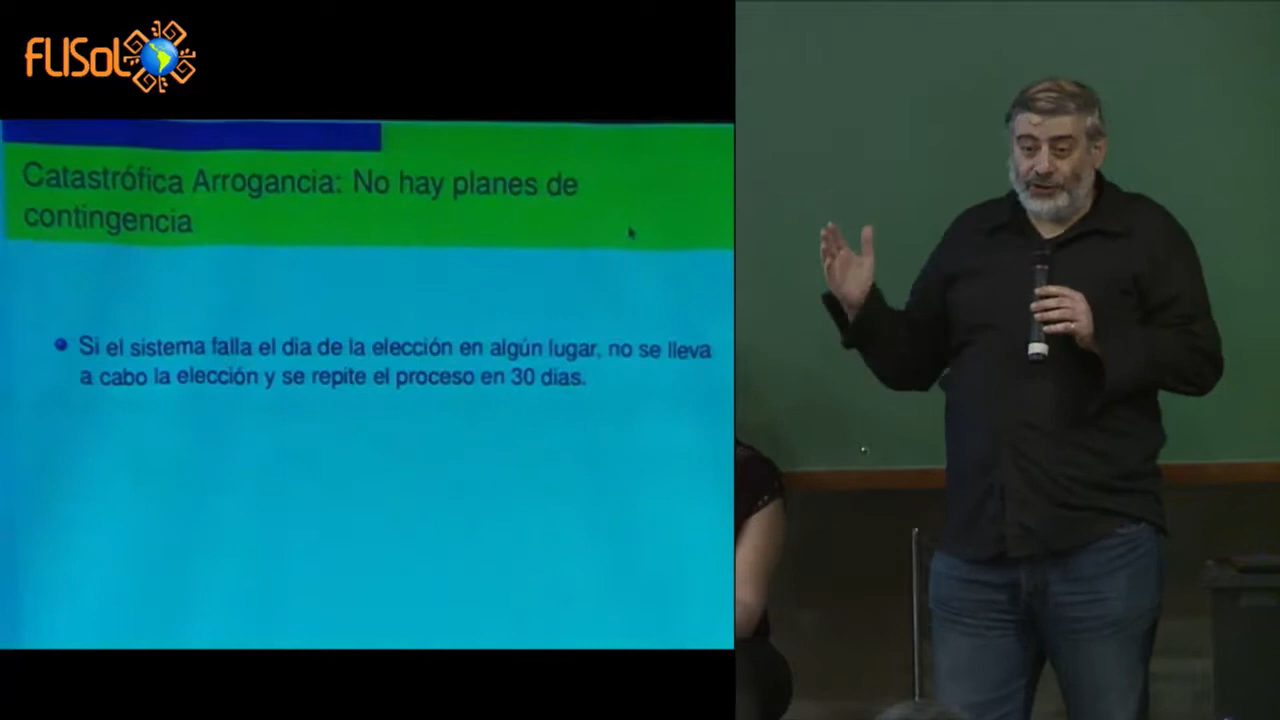 FLISoL
Catastrófica Arrogancia: No hay planes de
contingencia
Si el sistema falla el dia de la elección en algún lugar, no se lleva
a cabo la elección y se repite el proceso en 30 dias.